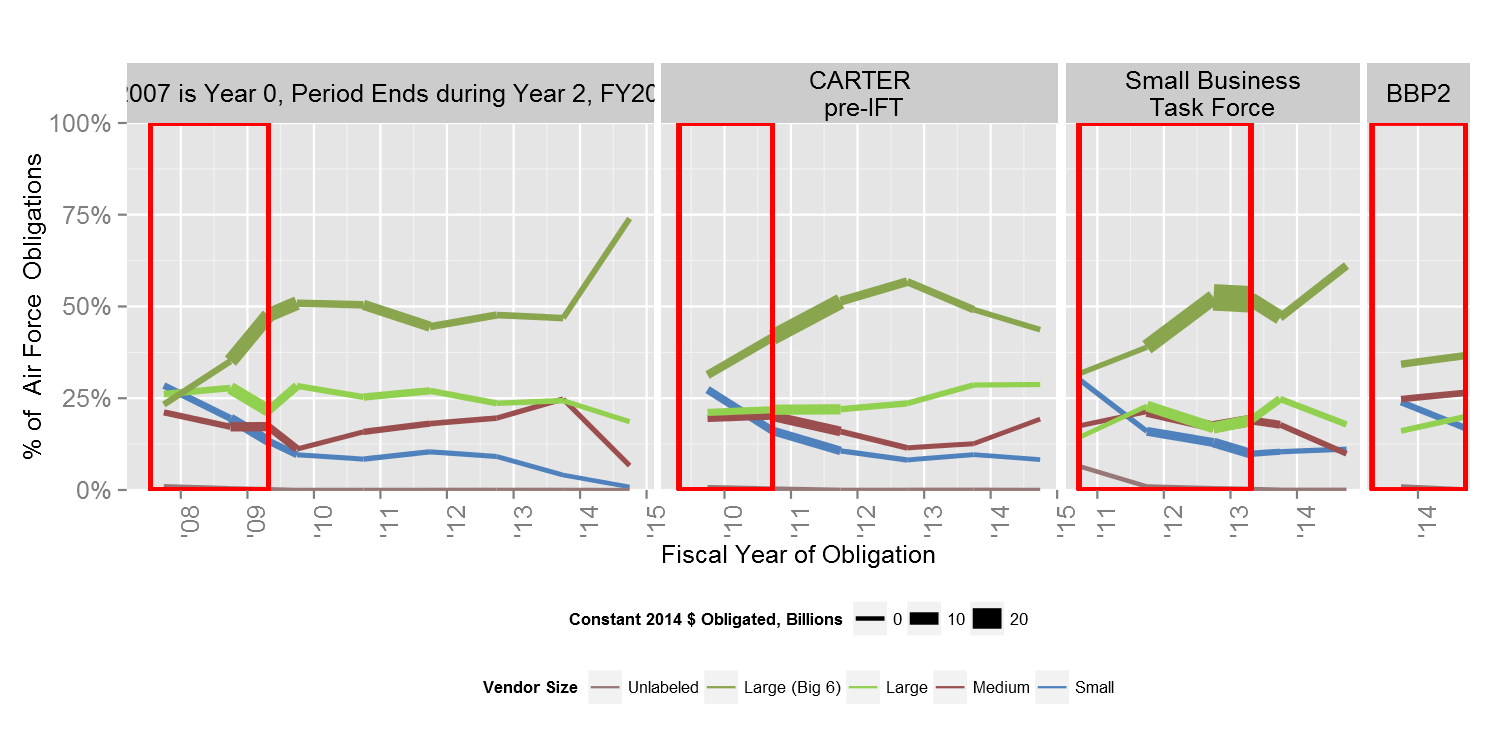 2007 is Year 0, Period Ends during Year 2, FY20
CARTER
pre-IFT
Small Business
Task Force
BBP2
100%
75%
50%
25%
0%
% of Air Force Obligations
'08 '09 '10 '11 '12 '13 '14 '15 '10 '11 '12 '13 '14 '15 '11 '12 '13 '14 '14
Fiscal Year of Obligation
Constant 2014 $ Obligated, Billions 0 10 20
Vendor Size Unlabeled Large (Big 6) Large Medium Small